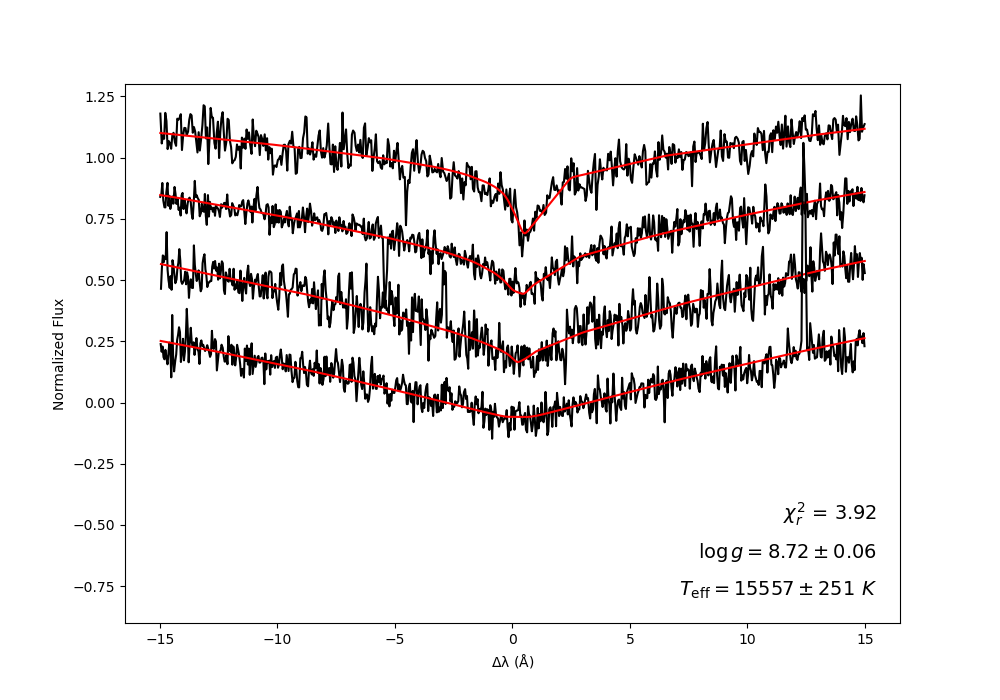 1.25
1.00
0.75
0.50
0.25
0.00
−0.25
−0.50
−0.75
Normalized Flux
χ²ᵣ = 3.92
log g = 8.72 ± 0.06
T_eff = 15557 ± 251 K
−15 −10 −5 0 5 10 15
Δλ (Å)